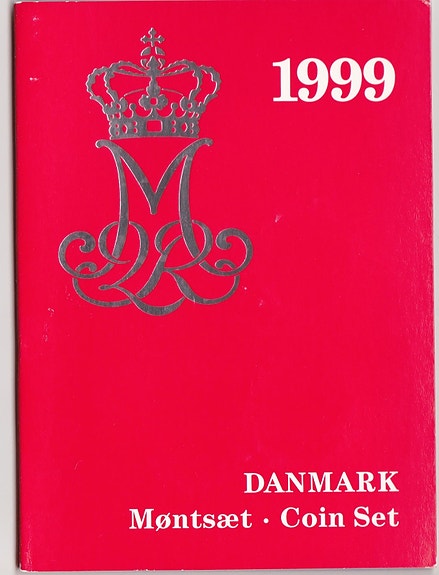 1999
DANMARK
Møntsæt · Coin Set